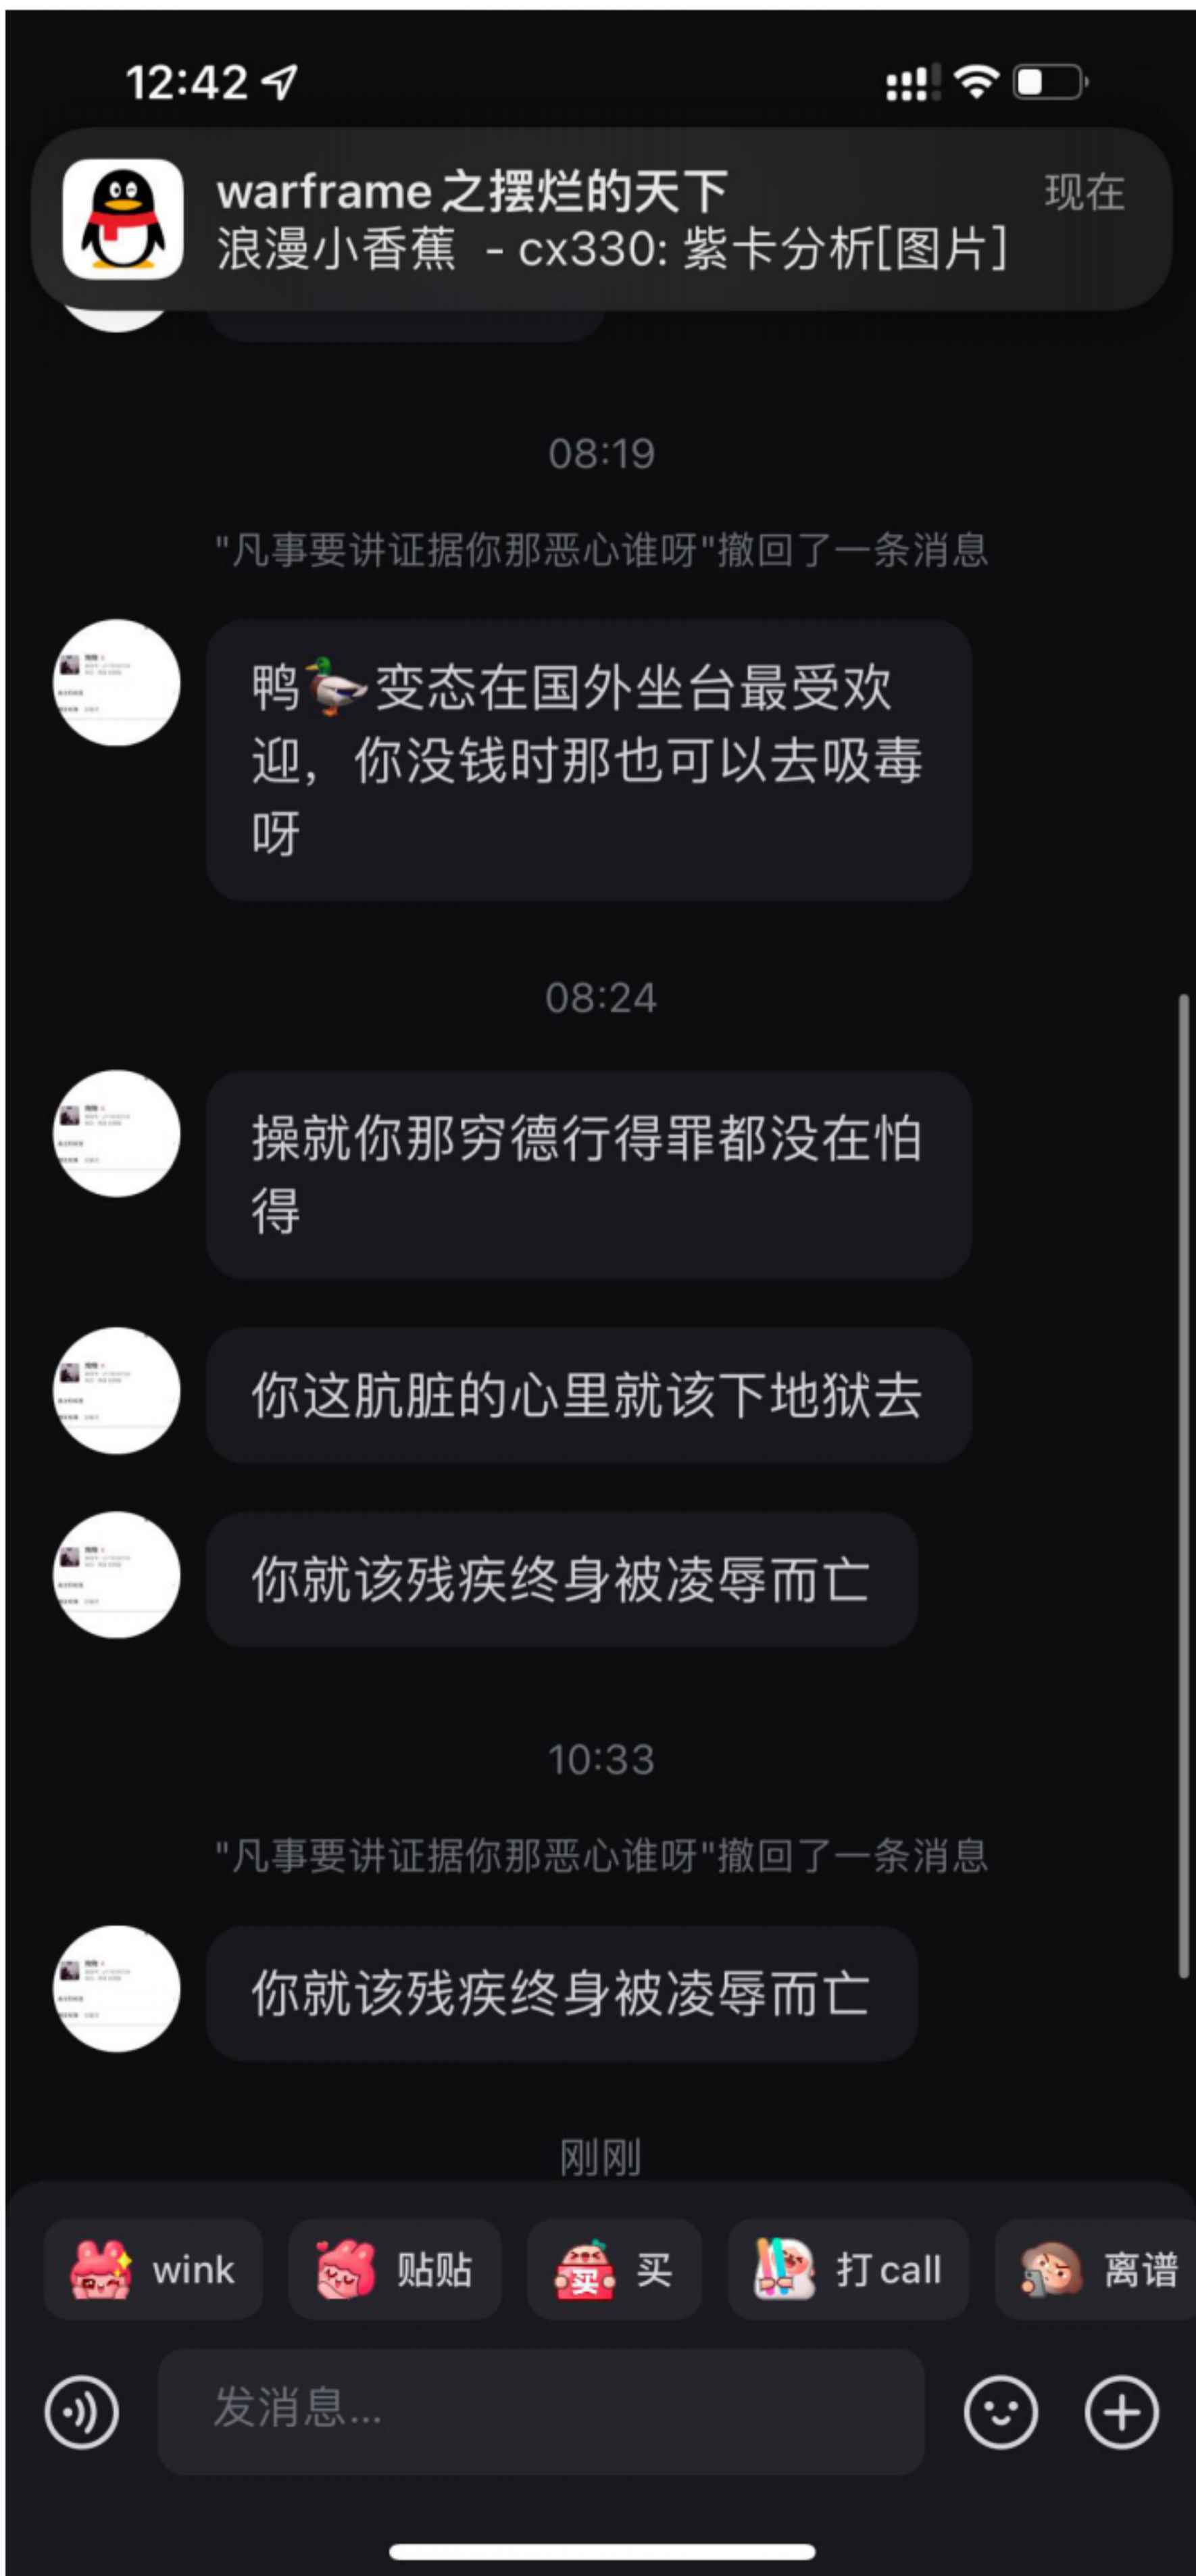 12:42
warframe之摆烂的天下 现在
浪漫小香蕉 - cx330: 紫卡分析[图片]
08:19
"凡事要讲证据你那恶心谁呀"撤回了一条消息
鸭🦆变态在国外坐台最受欢
迎，你没钱时那也可以去吸毒
呀
08:24
操就你那穷德行得罪都没在怕
得
你这肮脏的心里就该下地狱去
你就该残疾终身被凌辱而亡
10:33
"凡事要讲证据你那恶心谁呀"撤回了一条消息
你就该残疾终身被凌辱而亡
刚刚
wink 贴贴 买 买 打call 离谱
发消息...